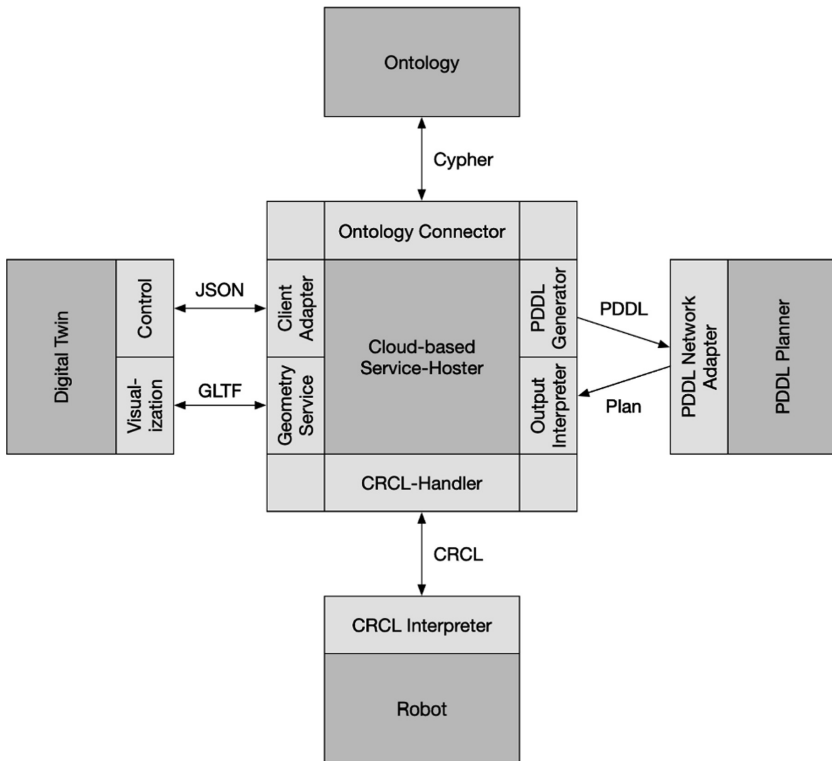 Ontology
Cypher
Ontology Connector
Digital Twin
Control
Visual-
ization
JSON
GLTF
Client
Adapter
Geometry
Service
Cloud-based
Service-Hoster
PDDL
Generator
Output
Interpreter
PDDL
Plan
PDDL Network
Adapter
PDDL Planner
CRCL-Handler
CRCL
CRCL Interpreter
Robot